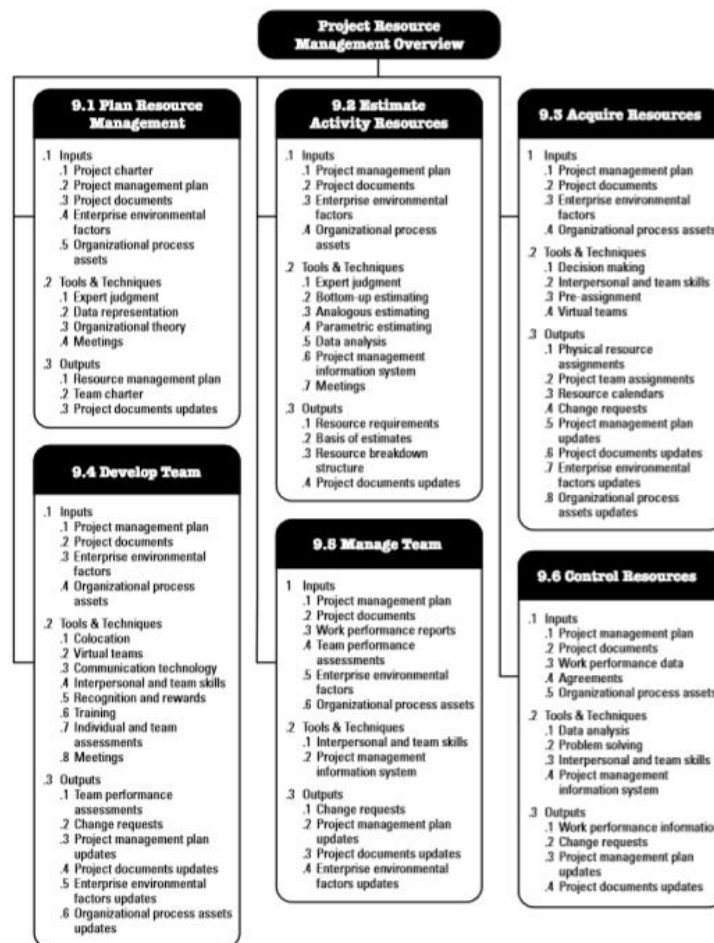 Project Resource
Management Overview
9.1 Plan Resource
Management
.1 Inputs
.1 Project charter
.2 Project management plan
.3 Project documents
.4 Enterprise environmental
factors
.5 Organizational process
assets
.2 Tools & Techniques
.1 Expert judgment
.2 Data representation
.3 Organizational theory
.4 Meetings
.3 Outputs
.1 Resource management plan
.2 Team charter
.3 Project documents updates
9.2 Estimate
Activity Resources
.1 Inputs
.1 Project management plan
.2 Project documents
.3 Enterprise environmental
factors
.4 Organizational process
assets
.2 Tools & Techniques
.1 Expert judgment
.2 Bottom-up estimating
.3 Analogous estimating
.4 Parametric estimating
.5 Data analysis
.6 Project management
information system
.7 Meetings
.3 Outputs
.1 Resource requirements
.2 Basis of estimates
.3 Resource breakdown
structure
.4 Project documents updates
9.3 Acquire Resources
1 Inputs
.1 Project management plan
.2 Project documents
.3 Enterprise environmental
factors
.4 Organizational process assets
.2 Tools & Techniques
.1 Decision making
.2 Interpersonal and team skills
.3 Pre-assignment
.4 Virtual teams
.3 Outputs
.1 Physical resource
assignments
.2 Project team assignments
.3 Resource calendars
.4 Change requests
.5 Project management plan
updates
.6 Project documents updates
.7 Enterprise environmental
factors updates
.8 Organizational process
assets updates
9.4 Develop Team
.1 Inputs
.1 Project management plan
.2 Project documents
.3 Enterprise environmental
factors
.4 Organizational process
assets
.2 Tools & Techniques
.1 Colocation
.2 Virtual teams
.3 Communication technology
.4 Interpersonal and team skills
.5 Recognition and rewards
.6 Training
.7 Individual and team
assessments
.8 Meetings
.3 Outputs
.1 Team performance
assessments
.2 Change requests
.3 Project management plan
updates
.4 Project documents updates
.5 Enterprise environmental
factors updates
.6 Organizational process assets
updates
9.5 Manage Team
1 Inputs
.1 Project management plan
.2 Project documents
.3 Work performance reports
.4 Team performance
assessments
.5 Enterprise environmental
factors
.6 Organizational process assets
.2 Tools & Techniques
.1 Interpersonal and team skills
.2 Project management
information system
.3 Outputs
.1 Change requests
.2 Project management plan
updates
.3 Project documents updates
.4 Enterprise environmental
factors updates
9.6 Control Resources
.1 Inputs
.1 Project management plan
.2 Project documents
.3 Work performance data
.4 Agreements
.5 Organizational process assets
.2 Tools & Techniques
.1 Data analysis
.2 Problem solving
.3 Interpersonal and team skills
.4 Project management
information system
.3 Outputs
.1 Work performance information
.2 Change requests
.3 Project management plan
updates
.4 Project documents updates